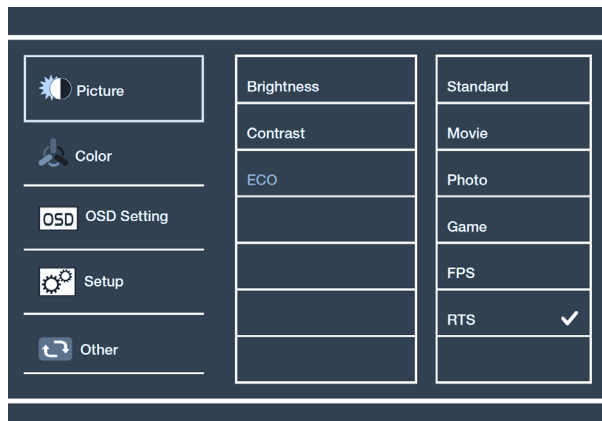 Picture
Color
OSD OSD Setting
Setup
Other
Brightness
Contrast
ECO
Standard
Movie
Photo
Game
FPS
RTS